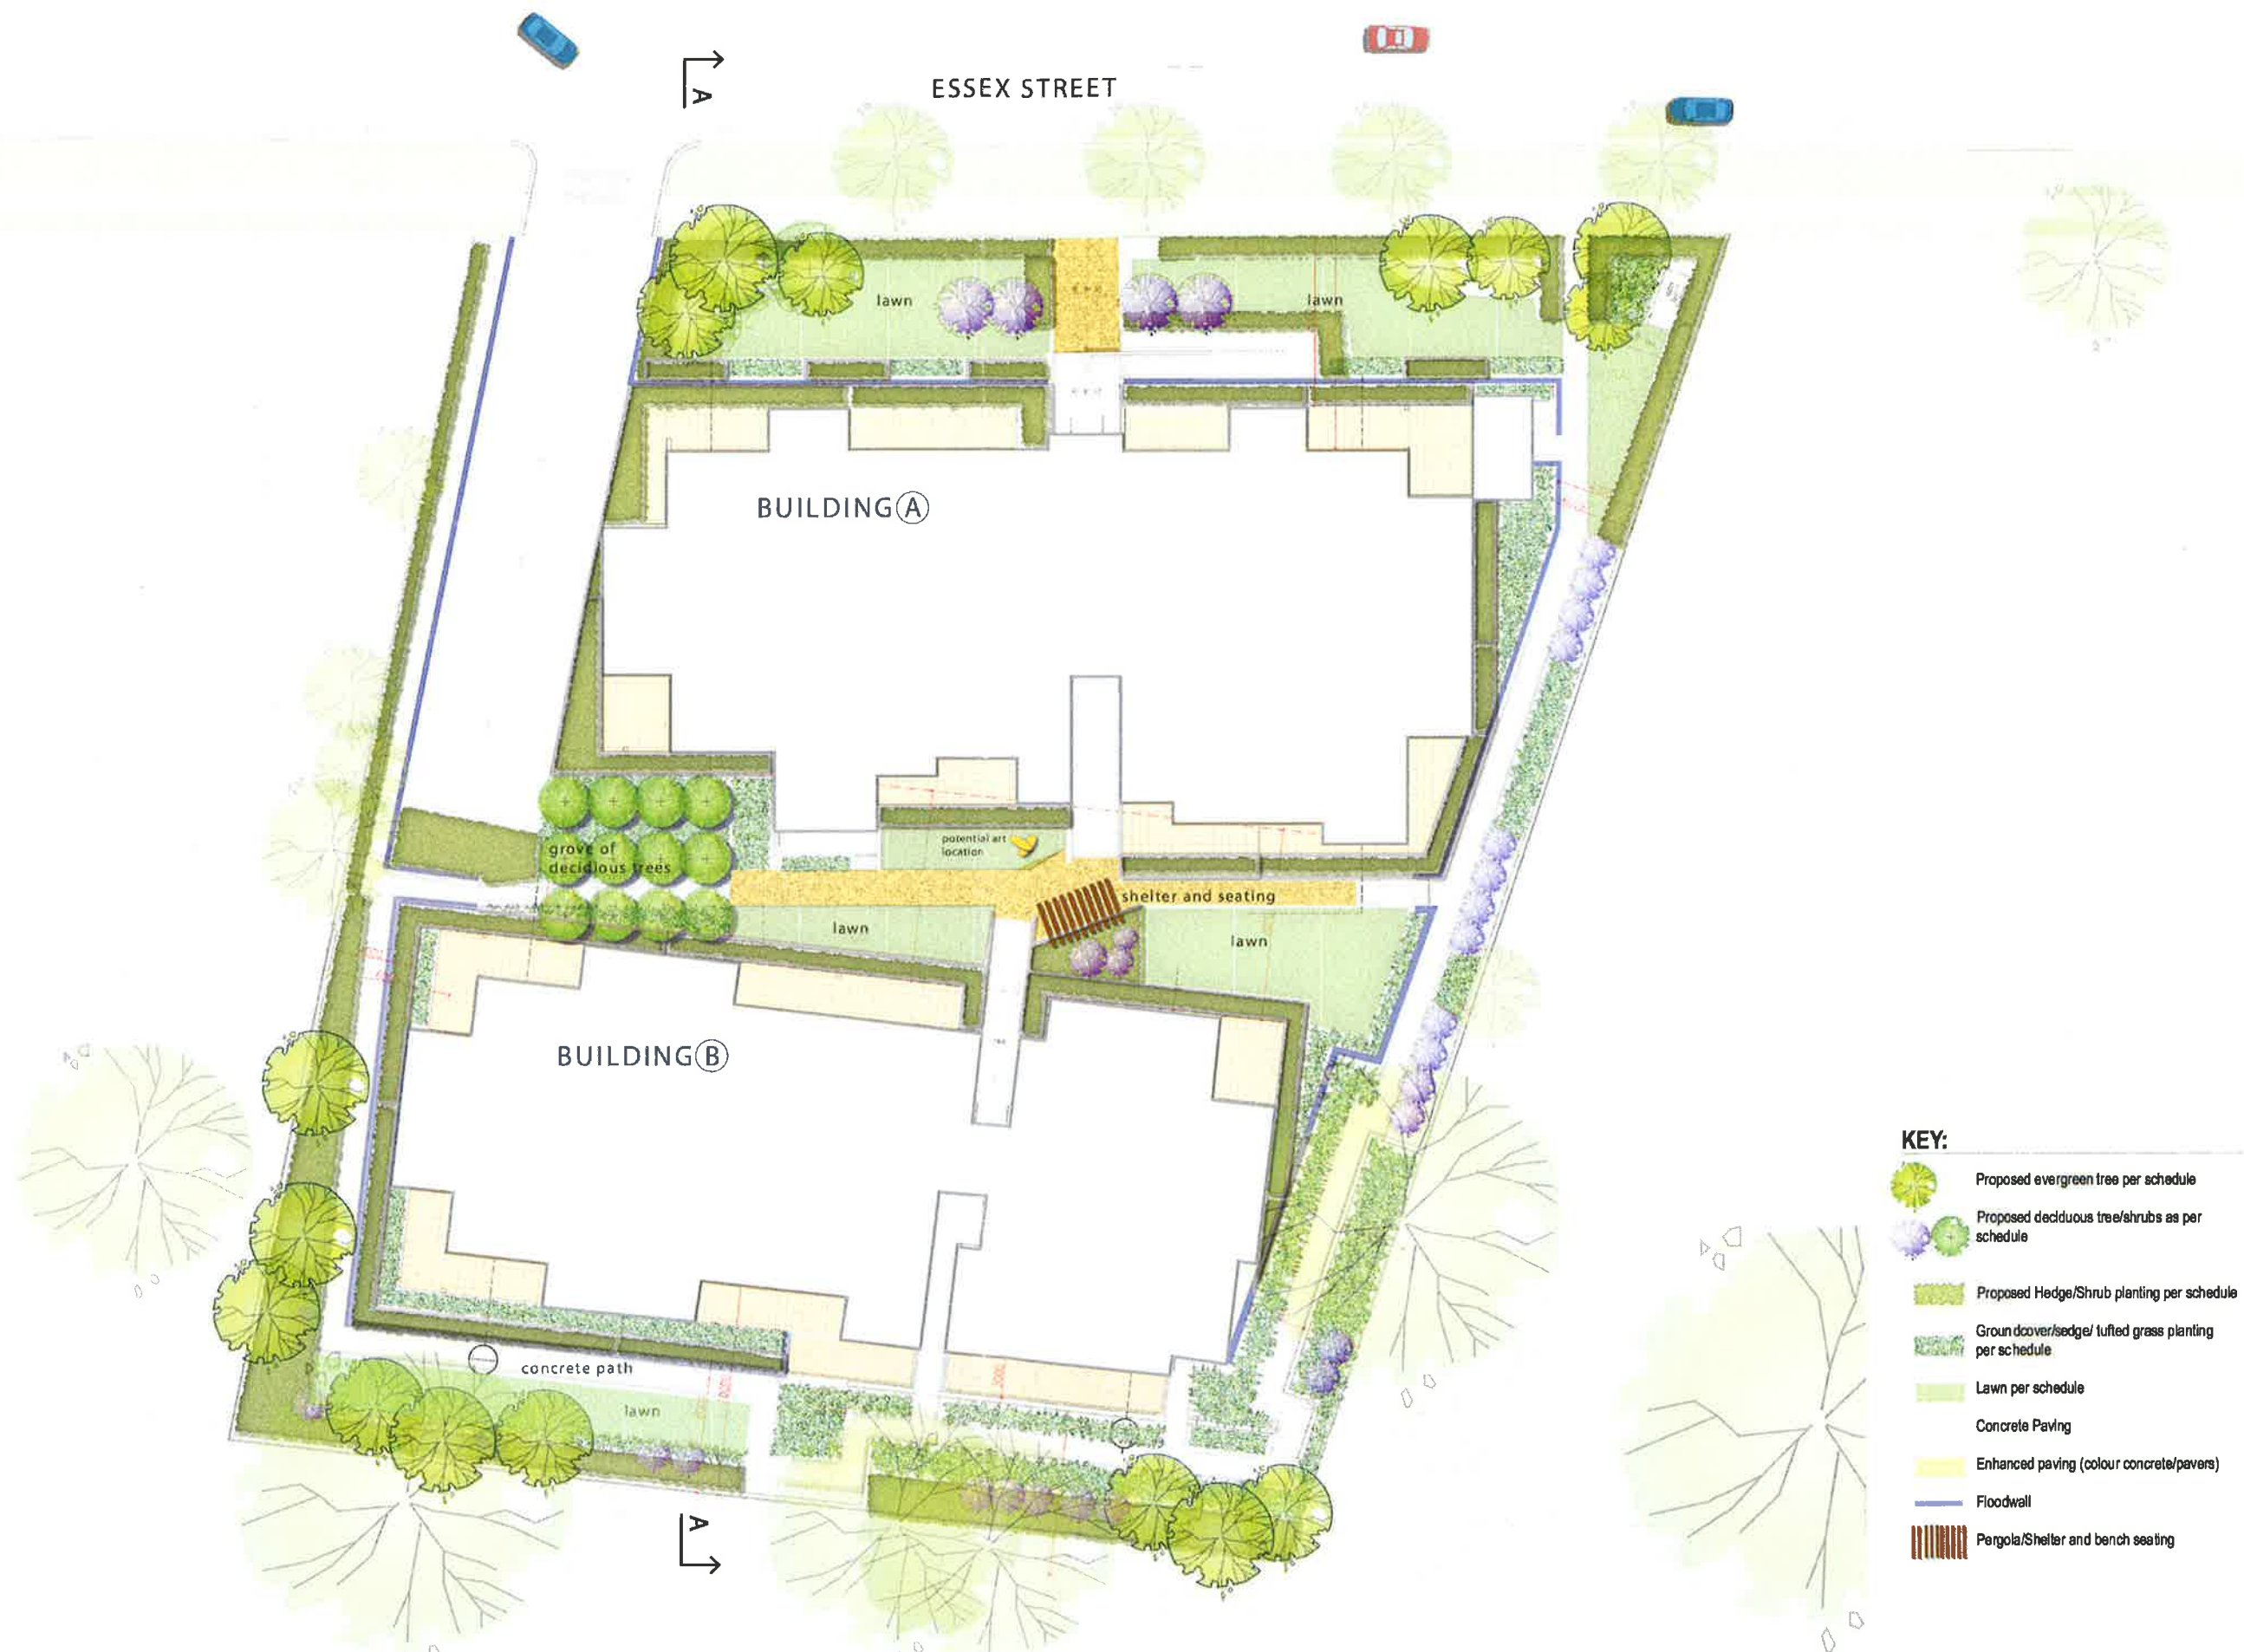 ESSEX STREET
A
lawn
lawn
BUILDING A
potential art
location
grove of
decidious trees
shelter and seating
lawn
lawn
BUILDING B
concrete path
lawn
A
KEY:
Proposed evergreen tree per schedule
Proposed deciduous tree/shrubs as per
schedule
Proposed Hedge/Shrub planting per schedule
Groundcover/sedge/ tufted grass planting
per schedule
Lawn per schedule
Concrete Paving
Enhanced paving (colour concrete/pavers)
Floodwall
Pergola/Shelter and bench seating